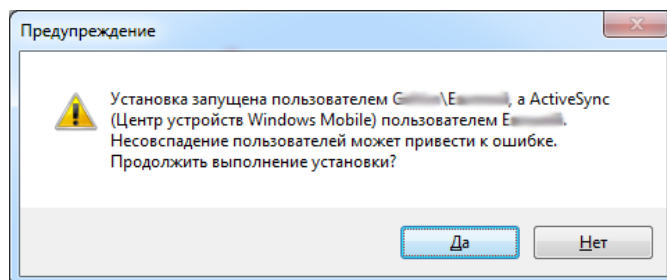 Предупреждение
Установка запущена пользователем \, а ActiveSync
(Центр устройств Windows Mobile) пользователем
Несовспадение пользователей может привести к ошибке.
Продолжить выполнение установки?
Да
Нет